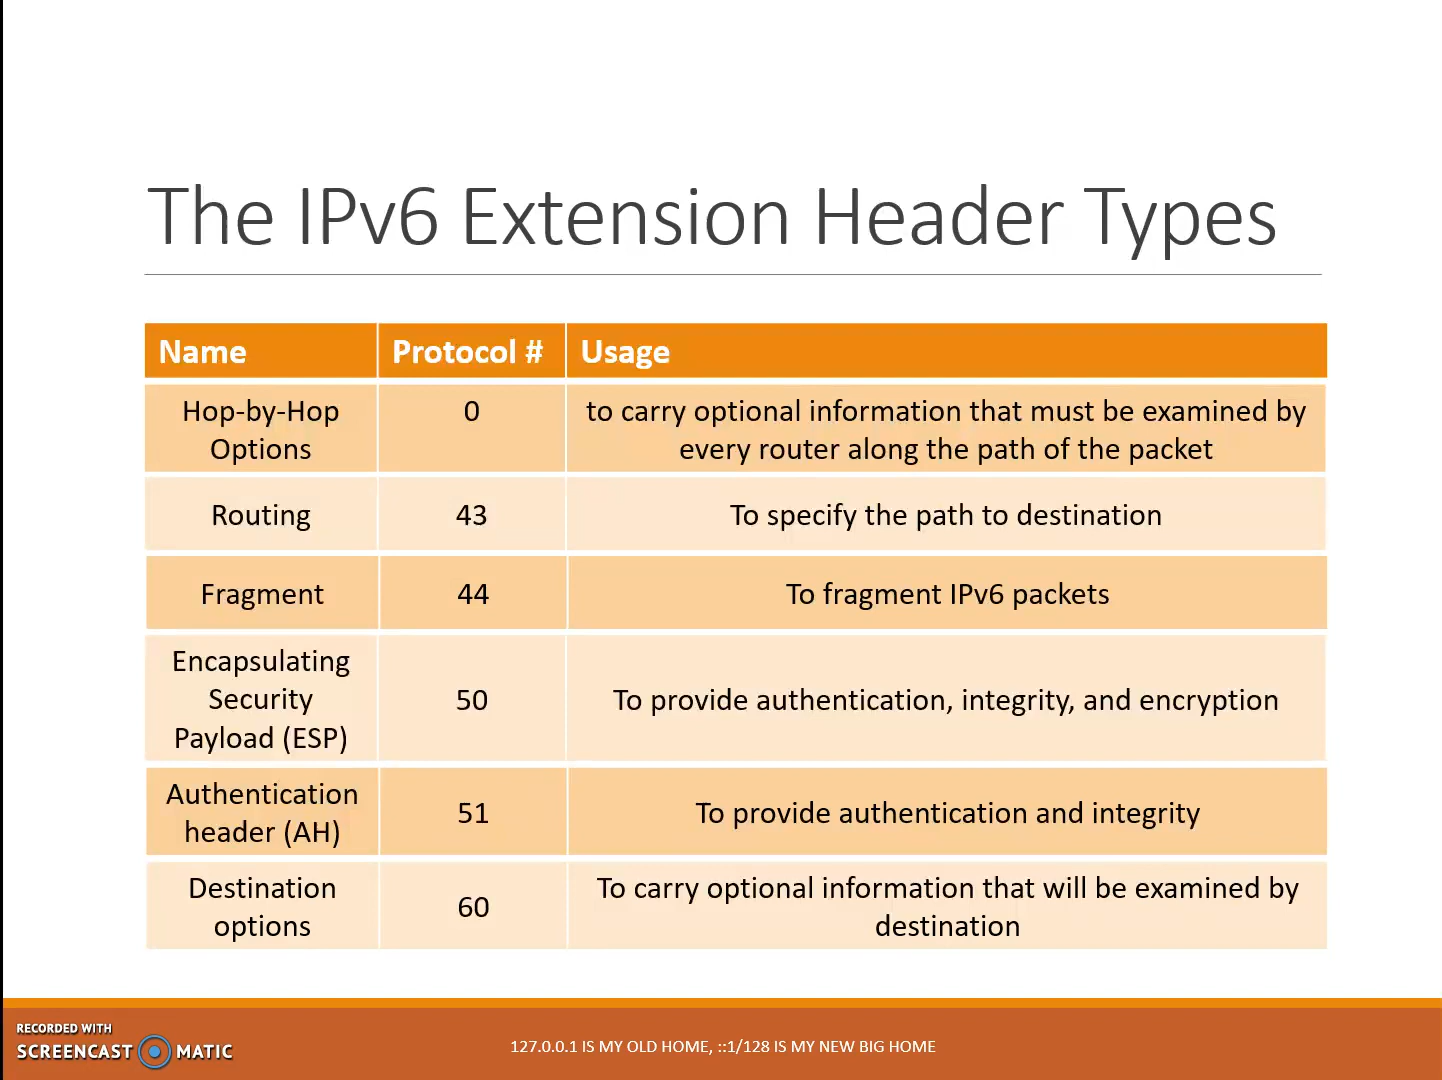 The IPv6 Extension Header Types
Name Protocol # Usage
Hop-by-Hop
Options
0
to carry optional information that must be examined by
every router along the path of the packet
Routing 43 To specify the path to destination
Fragment 44 To fragment IPv6 packets
Encapsulating
Security
Payload (ESP)
50
To provide authentication, integrity, and encryption
Authentication
header (AH)
51
To provide authentication and integrity
Destination
options
60
To carry optional information that will be examined by
destination
RECORDED WITH
SCREENCAST MATIC
127.0.0.1 IS MY OLD HOME, ::1/128 IS MY NEW BIG HOME